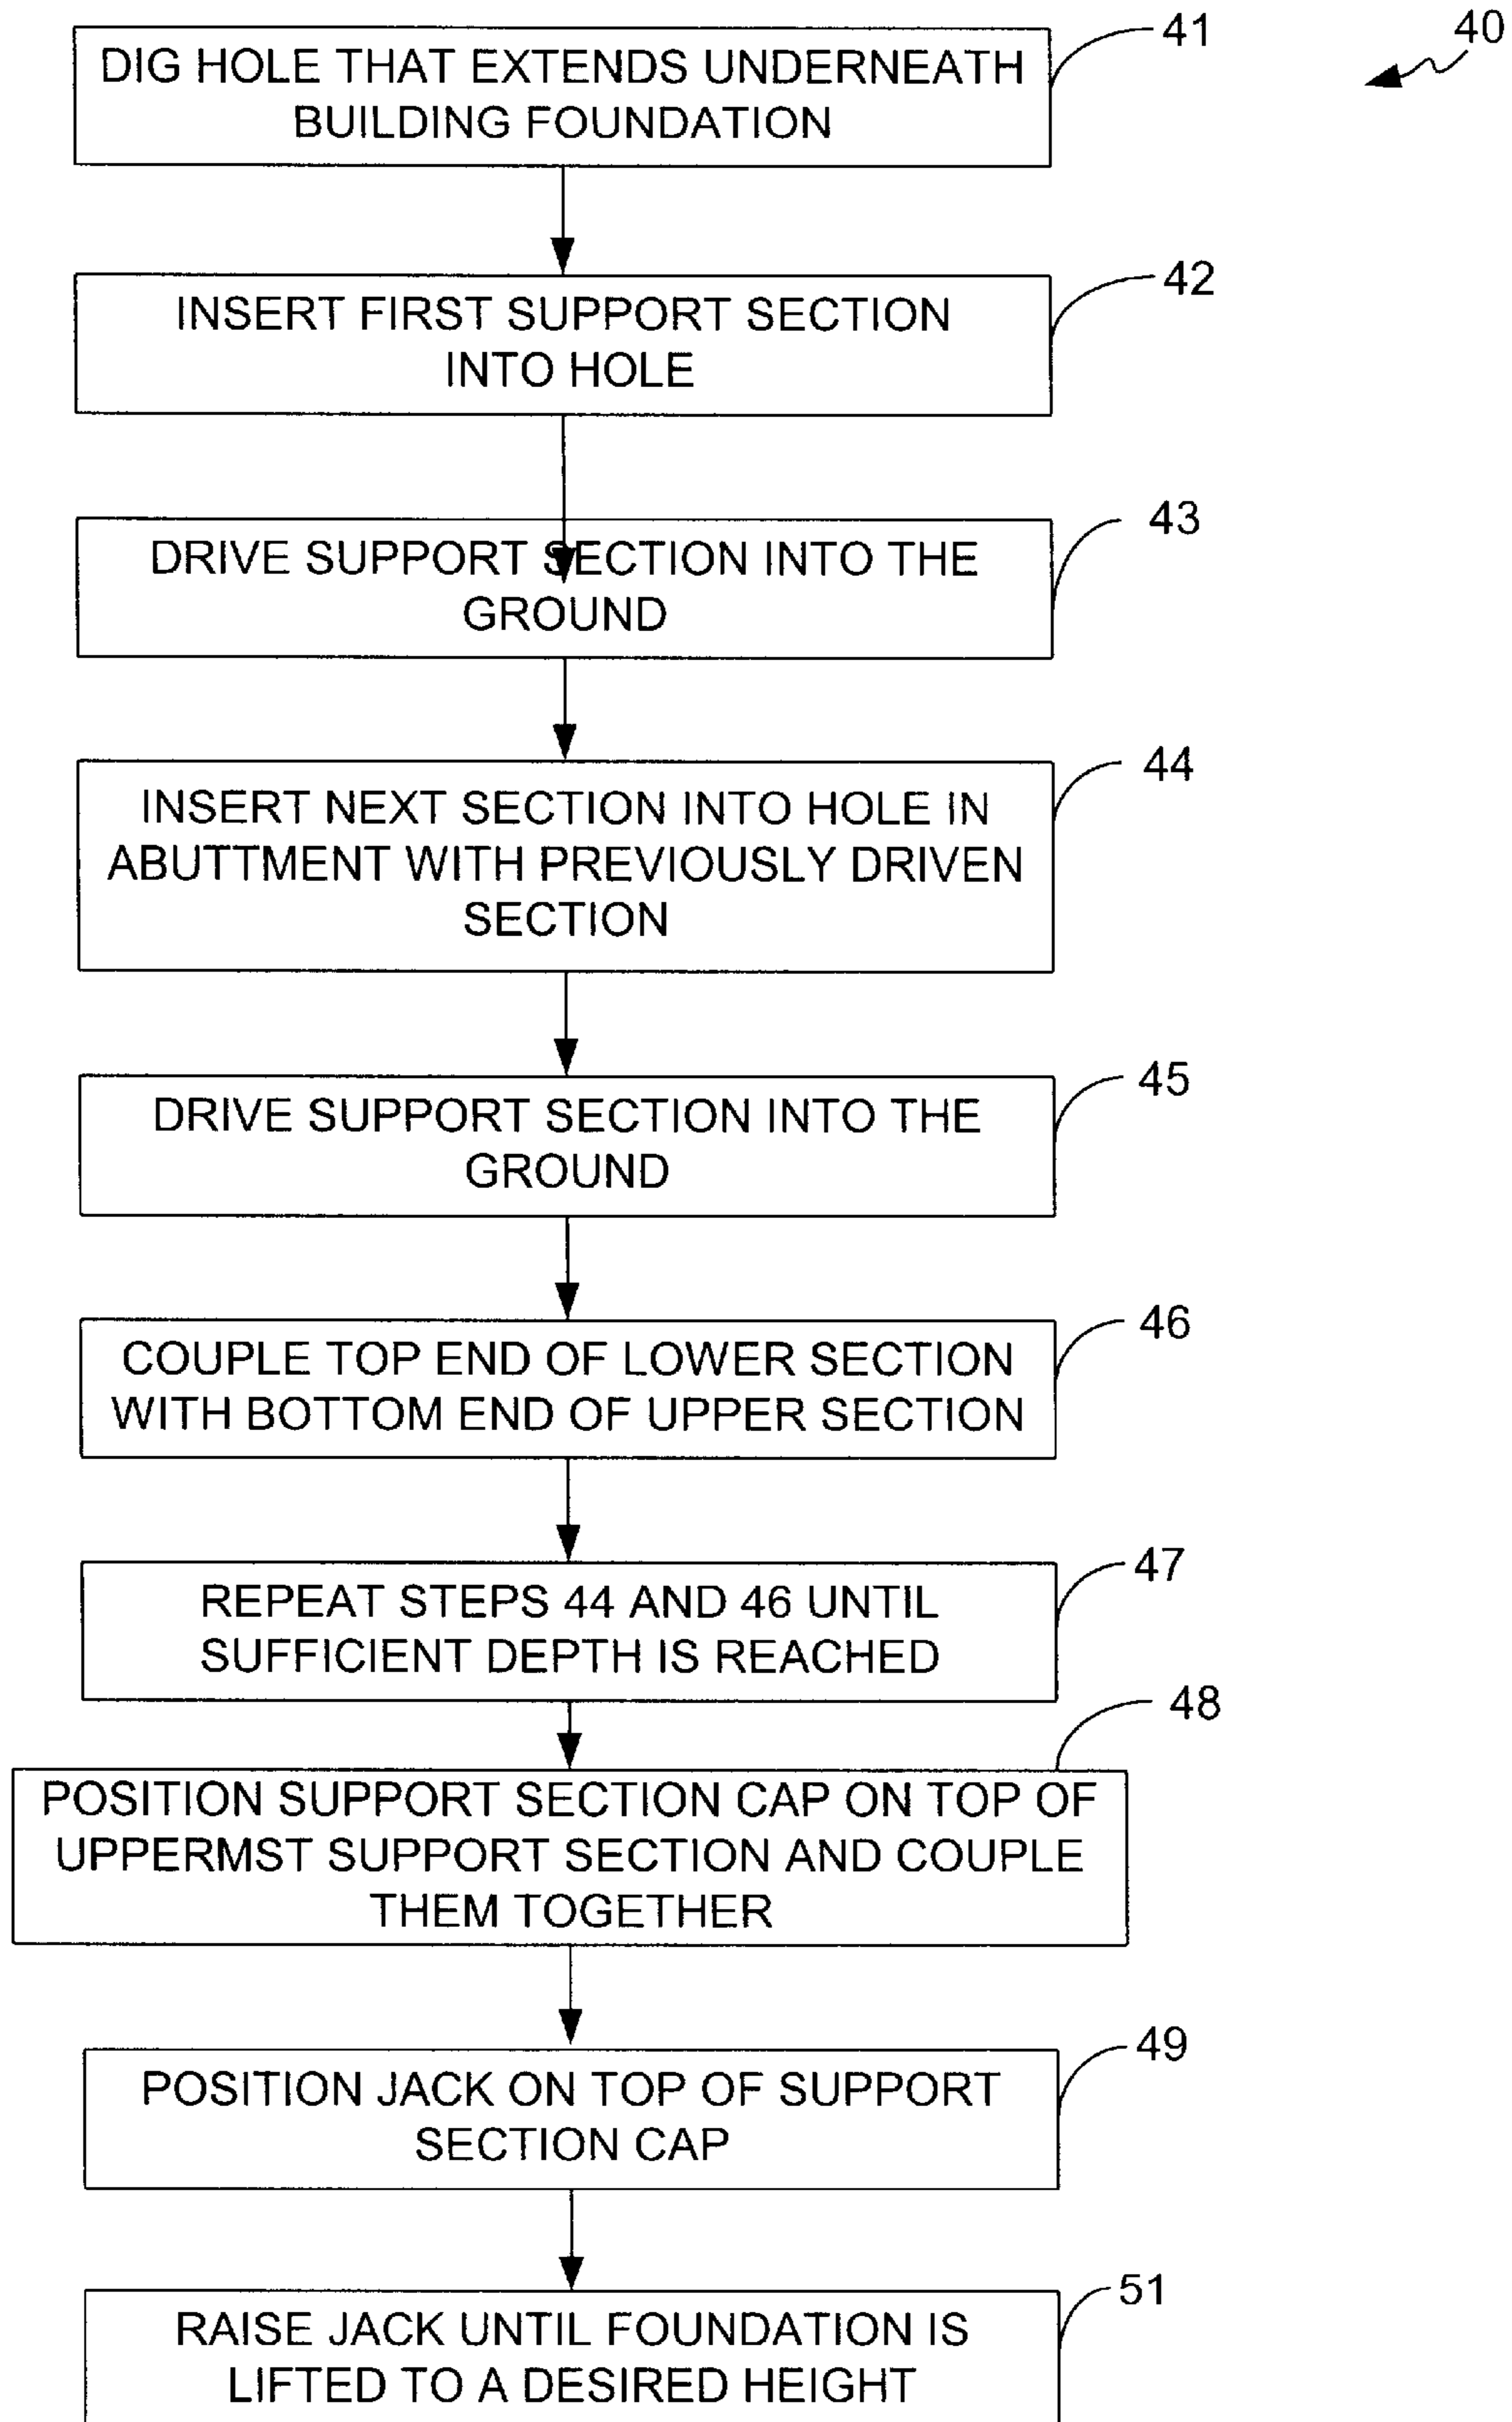 40
41
DIG HOLE THAT EXTENDS UNDERNEATH
BUILDING FOUNDATION
42
INSERT FIRST SUPPORT SECTION
INTO HOLE
43
DRIVE SUPPORT SECTION INTO THE
GROUND
44
INSERT NEXT SECTION INTO HOLE IN
ABUTTMENT WITH PREVIOUSLY DRIVEN
SECTION
45
DRIVE SUPPORT SECTION INTO THE
GROUND
46
COUPLE TOP END OF LOWER SECTION
WITH BOTTOM END OF UPPER SECTION
47
REPEAT STEPS 44 AND 46 UNTIL
SUFFICIENT DEPTH IS REACHED
48
POSITION SUPPORT SECTION CAP ON TOP OF
UPPERMST SUPPORT SECTION AND COUPLE
THEM TOGETHER
49
POSITION JACK ON TOP OF SUPPORT
SECTION CAP
51
RAISE JACK UNTIL FOUNDATION IS
LIFTED TO A DESIRED HEIGHT